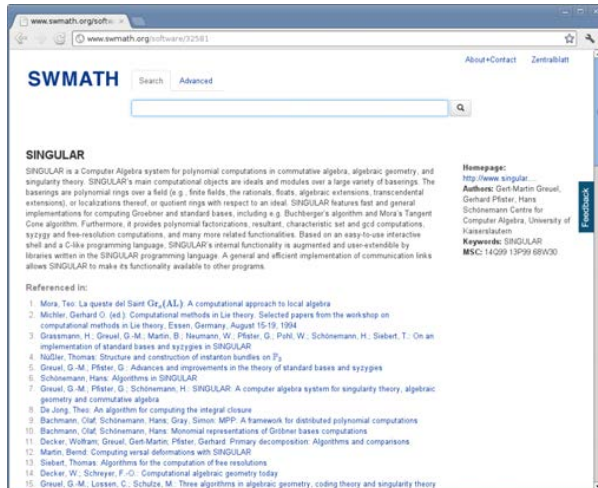 www.swmath.org/softw
www.swmath.org/software/32581
About+Contact Zentralblatt
SWMATH Search Advanced
SINGULAR
SINGULAR is a Computer Algebra system for polynomial computations in commutative algebra, algebraic geometry, and
singularity theory. SINGULAR's main computational objects are ideals and modules over a large variety of baserings. The
baserings are polynomial rings over a field (e.g., finite fields, the rationals, floats, algebraic extensions, transcendental
extensions), or localizations thereof, or quotient rings with respect to an ideal. SINGULAR features fast and general
implementations for computing Groebner and standard bases, including e.g. Buchberger's algorithm and Mora's Tangent
Cone algorithm. Furthermore, it provides polynomial factorizations, resultant, characteristic set and gcd computations,
syzygy and free-resolution computations, and many more related functionalities. Based on an easy-to-use interactive
shell and a C-like programming language, SINGULAR's internal functionality is augmented and user-extendible by
libraries written in the SINGULAR programming language. A general and efficient implementation of communication links
allows SINGULAR to make its functionality available to other programs.
Homepage:
http://www.singular....
Authors: Gert-Martin Greuel,
Gerhard Pfister, Hans
Schönemann Centre for
Computer Algebra, University of
Kaiserslautern
Keywords: SINGULAR
MSC: 14Q99 13P99 68W30
Feedback
Referenced in:
1. Mora, Teo: La queste del Saint Gr_a(AL). A computational approach to local algebra
2. Michler, Gerhard O. (ed.): Computational methods in Lie theory. Selected papers from the workshop on
computational methods in Lie theory, Essen, Germany, August 15-19, 1994
3. Grassmann, H.; Greuel, G.-M.; Martin, B.; Neumann, W.; Pfister, G.; Pohl, W.; Schönemann, H.; Siebert, T.: On an
implementation of standard bases and syzygies in SINGULAR
4. Nüßler, Thomas: Structure and construction of instanton bundles on P3
5. Greuel, G.-M.; Pfister, G.: Advances and improvements in the theory of standard bases and syzygies
6. Schönemann, Hans: Algorithms in SINGULAR
7. Greuel, G.-M.; Pfister, G.; Schönemann, H.: SINGULAR. A computer algebra system for singularity theory, algebraic
geometry and commutative algebra
8. De Jong, Theo: An algorithm for computing the integral closure
9. Bachmann, Olaf; Schönemann, Hans; Gray, Simon: MPP: A framework for distributed polynomial computations
10. Bachmann, Olaf; Schönemann, Hans: Monomial representations of Gröbner bases computations
11. Decker, Wolfram; Greuel, Gert-Martin; Pfister, Gerhard: Primary decomposition: Algorithms and comparisons
12. Martin, Bernd: Computing versal deformations with SINGULAR
13. Siebert, Thomas: Algorithms for the computation of free resolutions
14. Decker, W.; Schreyer, F.-O.: Computational algebraic geometry today
15. Greuel, G.-M.; Lossen, C.; Schulze, M.: Three algorithms in algebraic geometry, coding theory and singularity theory